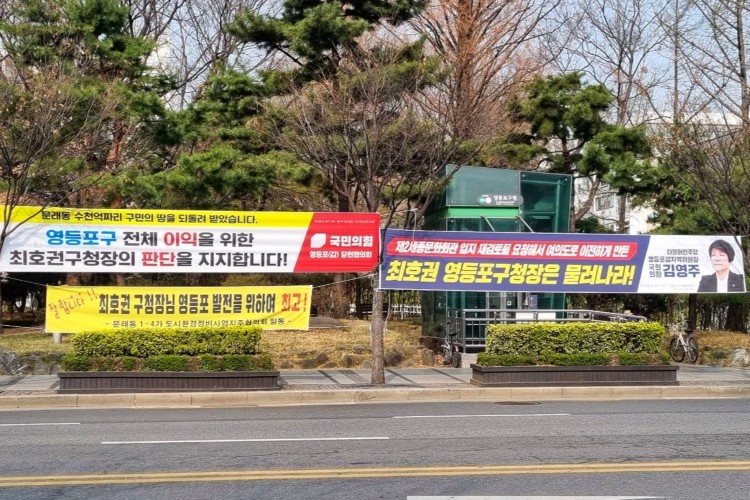 문래동 수천억짜리 구민의 땅을 되돌려 받았습니다.
영등포구 전체 이익을 위한
최호권구청장의 판단을 지지합니다!
국민의힘
영등포(갑) 당원협의회
잘 합니다!!
최호권 구청장님 영등포 발전을 위하여 최고!
- 문래동 1·4가 도시환경정비사업지주협의회 일동 -
영등포구청
제2세종문화회관 입지 재검토를 요청해서 여의도로 이전하게 만든
최호권 영등포구청장은 물러나라!
더불어민주당
영등포갑지역위원장
국회
의원 김영주